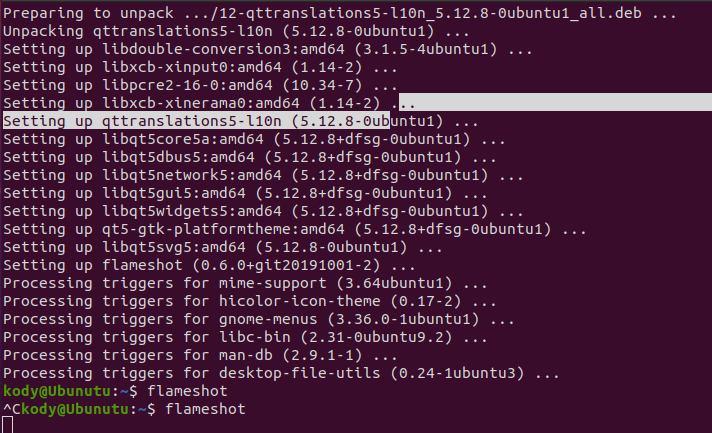 Preparing to unpack .../12-qttranslations5-l10n_5.12.8-0ubuntu1_all.deb ...
Unpacking qttranslations5-l10n (5.12.8-0ubuntu1) ...
Setting up libdouble-conversion3:amd64 (3.1.5-4ubuntu1) ...
Setting up libxcb-xinput0:amd64 (1.14-2) ...
Setting up libpcre2-16-0:amd64 (10.34-7) ...
Setting up libxcb-xinerama0:amd64 (1.14-2) ...
Setting up qttranslations5-l10n (5.12.8-0ubuntu1) ...
Setting up libqt5core5a:amd64 (5.12.8+dfsg-0ubuntu1) ...
Setting up libqt5dbus5:amd64 (5.12.8+dfsg-0ubuntu1) ...
Setting up libqt5network5:amd64 (5.12.8+dfsg-0ubuntu1) ...
Setting up libqt5gui5:amd64 (5.12.8+dfsg-0ubuntu1) ...
Setting up libqt5widgets5:amd64 (5.12.8+dfsg-0ubuntu1) ...
Setting up qt5-gtk-platformtheme:amd64 (5.12.8+dfsg-0ubuntu1) ...
Setting up libqt5svg5:amd64 (5.12.8-0ubuntu1) ...
Setting up flameshot (0.6.0+git20191001-2) ...
Processing triggers for mime-support (3.64ubuntu1) ...
Processing triggers for hicolor-icon-theme (0.17-2) ...
Processing triggers for gnome-menus (3.36.0-1ubuntu1) ...
Processing triggers for libc-bin (2.31-0ubuntu9.2) ...
Processing triggers for man-db (2.9.1-1) ...
Processing triggers for desktop-file-utils (0.24-1ubuntu3) ...
kody@Ubunutu:~$ flameshot
^Ckody@Ubunutu:~$ flameshot